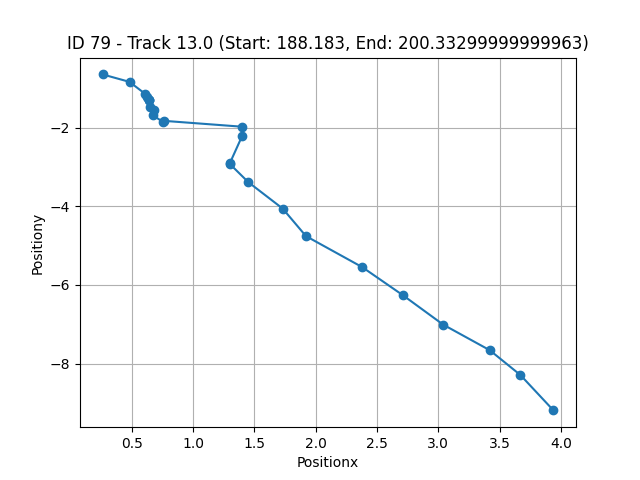 ID 79 - Track 13.0 (Start: 188.183, End: 200.33299999999963)
Positiony
−2
−4
−6
−8
0.5 1.0 1.5 2.0 2.5 3.0 3.5 4.0
Positionx